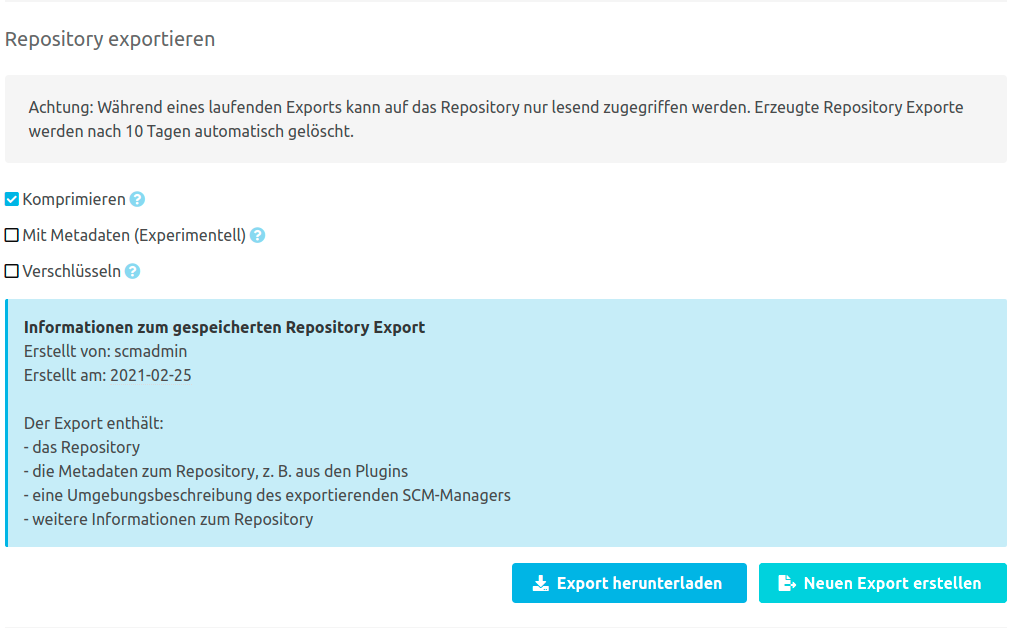 Repository exportieren
Achtung: Während eines laufenden Exports kann auf das Repository nur lesend zugegriffen werden. Erzeugte Repository Exporte
werden nach 10 Tagen automatisch gelöscht.
Komprimieren ?
Mit Metadaten (Experimentell) ?
Verschlüsseln ?
Informationen zum gespeicherten Repository Export
Erstellt von: scmadmin
Erstellt am: 2021-02-25
Der Export enthält:
- das Repository
- die Metadaten zum Repository, z. B. aus den Plugins
- eine Umgebungsbeschreibung des exportierenden SCM-Managers
- weitere Informationen zum Repository
Export herunterladen Neuen Export erstellen